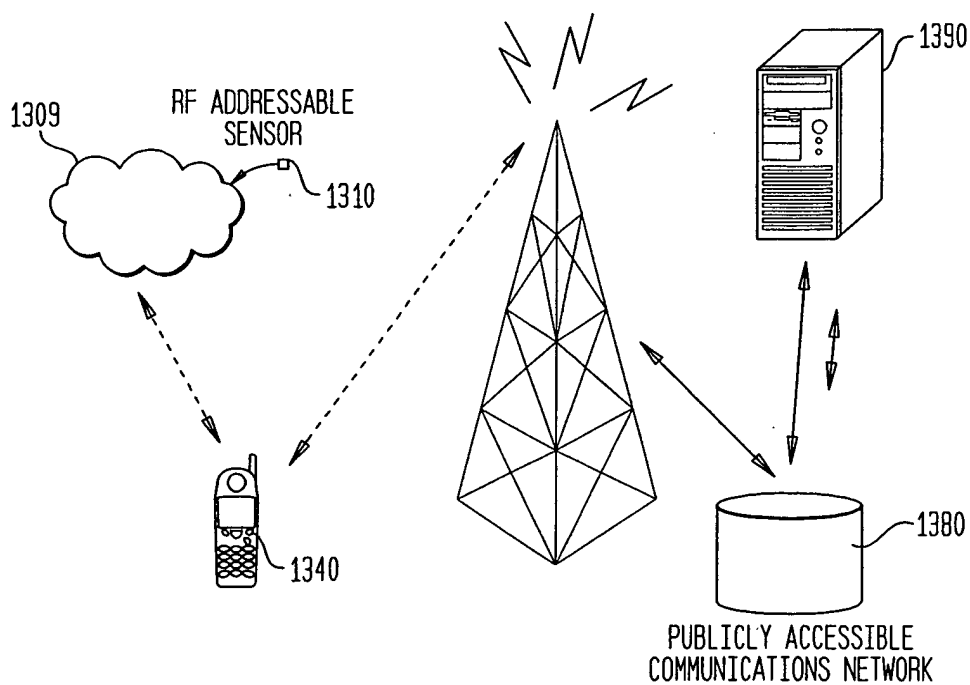 1390
RF ADDRESSABLE
SENSOR
1309
1310
1340
1380
PUBLICLY ACCESSIBLE
COMMUNICATIONS NETWORK